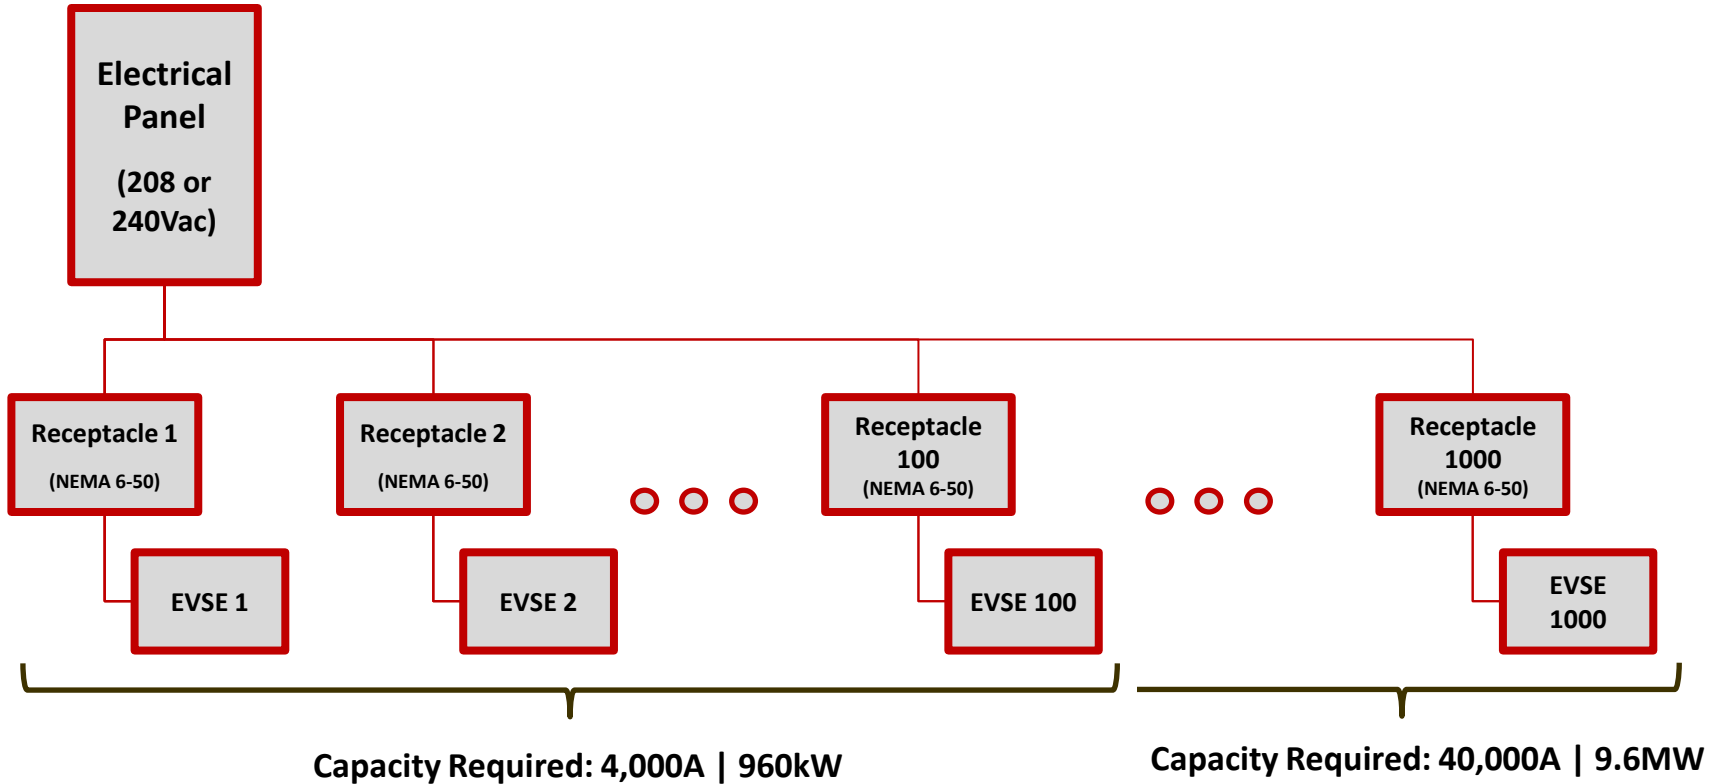 Electrical
Panel
(208 or
240Vac)
Receptacle 1
(NEMA 6-50)
Receptacle 2
(NEMA 6-50)
Receptacle
100
(NEMA 6-50)
Receptacle
1000
(NEMA 6-50)
EVSE 1
EVSE 2
EVSE 100
EVSE
1000
Capacity Required: 4,000A | 960kW
Capacity Required: 40,000A | 9.6MW